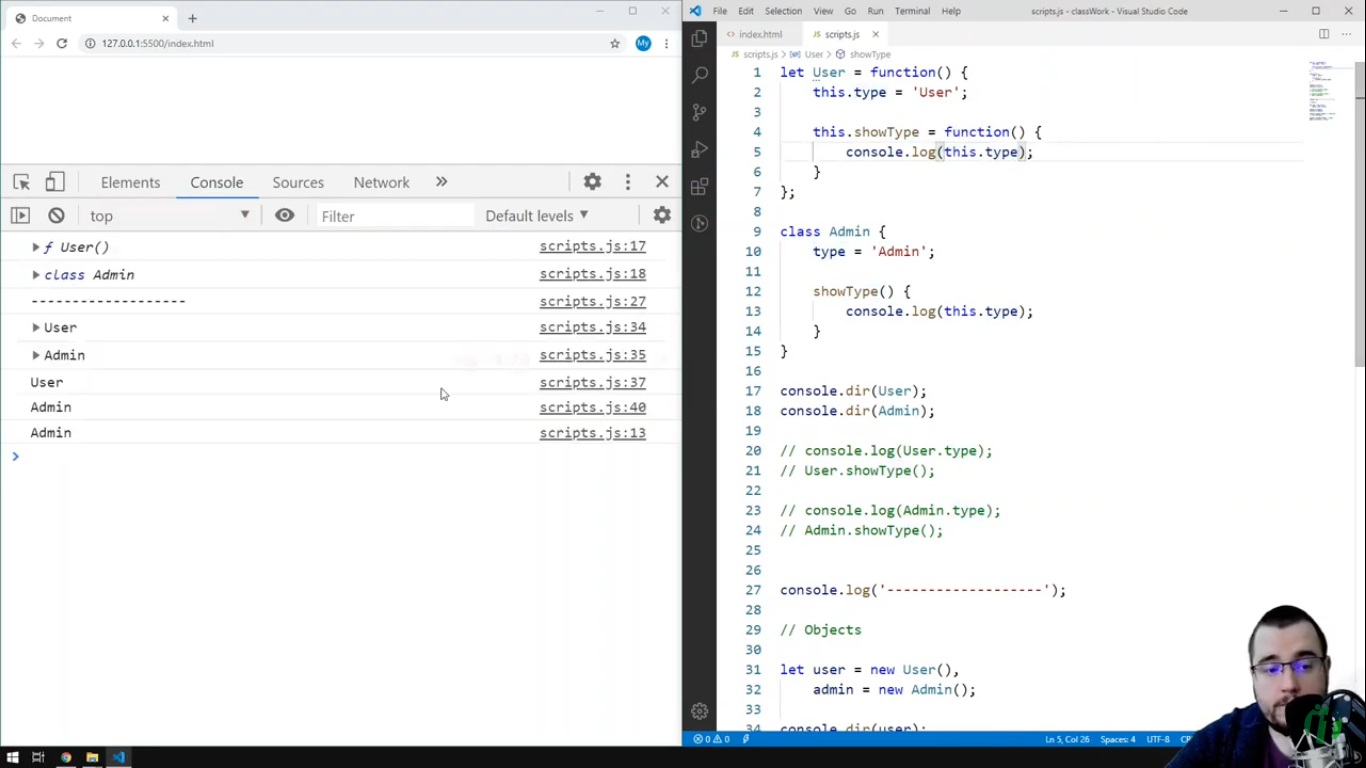 Document
127.0.0.1:5500/index.html
My
Elements Console Sources Network »
top Filter Default levels
ƒ User() scripts.js:17
class Admin scripts.js:18
------------------- scripts.js:27
User scripts.js:34
Admin scripts.js:35
User scripts.js:37
Admin scripts.js:40
Admin scripts.js:13
File Edit Selection View Go Run Terminal Help scripts.js - classWork - Visual Studio Code
<> index.html JS scripts.js
JS scripts.js > User > showType
1 let User = function() {
2 this.type = 'User';
3
4 this.showType = function() {
5 console.log(this.type);
6 }
7 };
8
9 class Admin {
10 type = 'Admin';
11
12 showType() {
13 console.log(this.type);
14 }
15 }
16
17 console.dir(User);
18 console.dir(Admin);
19
20 // console.log(User.type);
21 // User.showType();
22
23 // console.log(Admin.type);
24 // Admin.showType();
25
26
27 console.log('-------------------');
28
29 // Objects
30
31 let user = new User(),
32 admin = new Admin();
33
34 console.dir(user);
0 0 Ln 5, Col 26 Spaces: 4 UTF-8